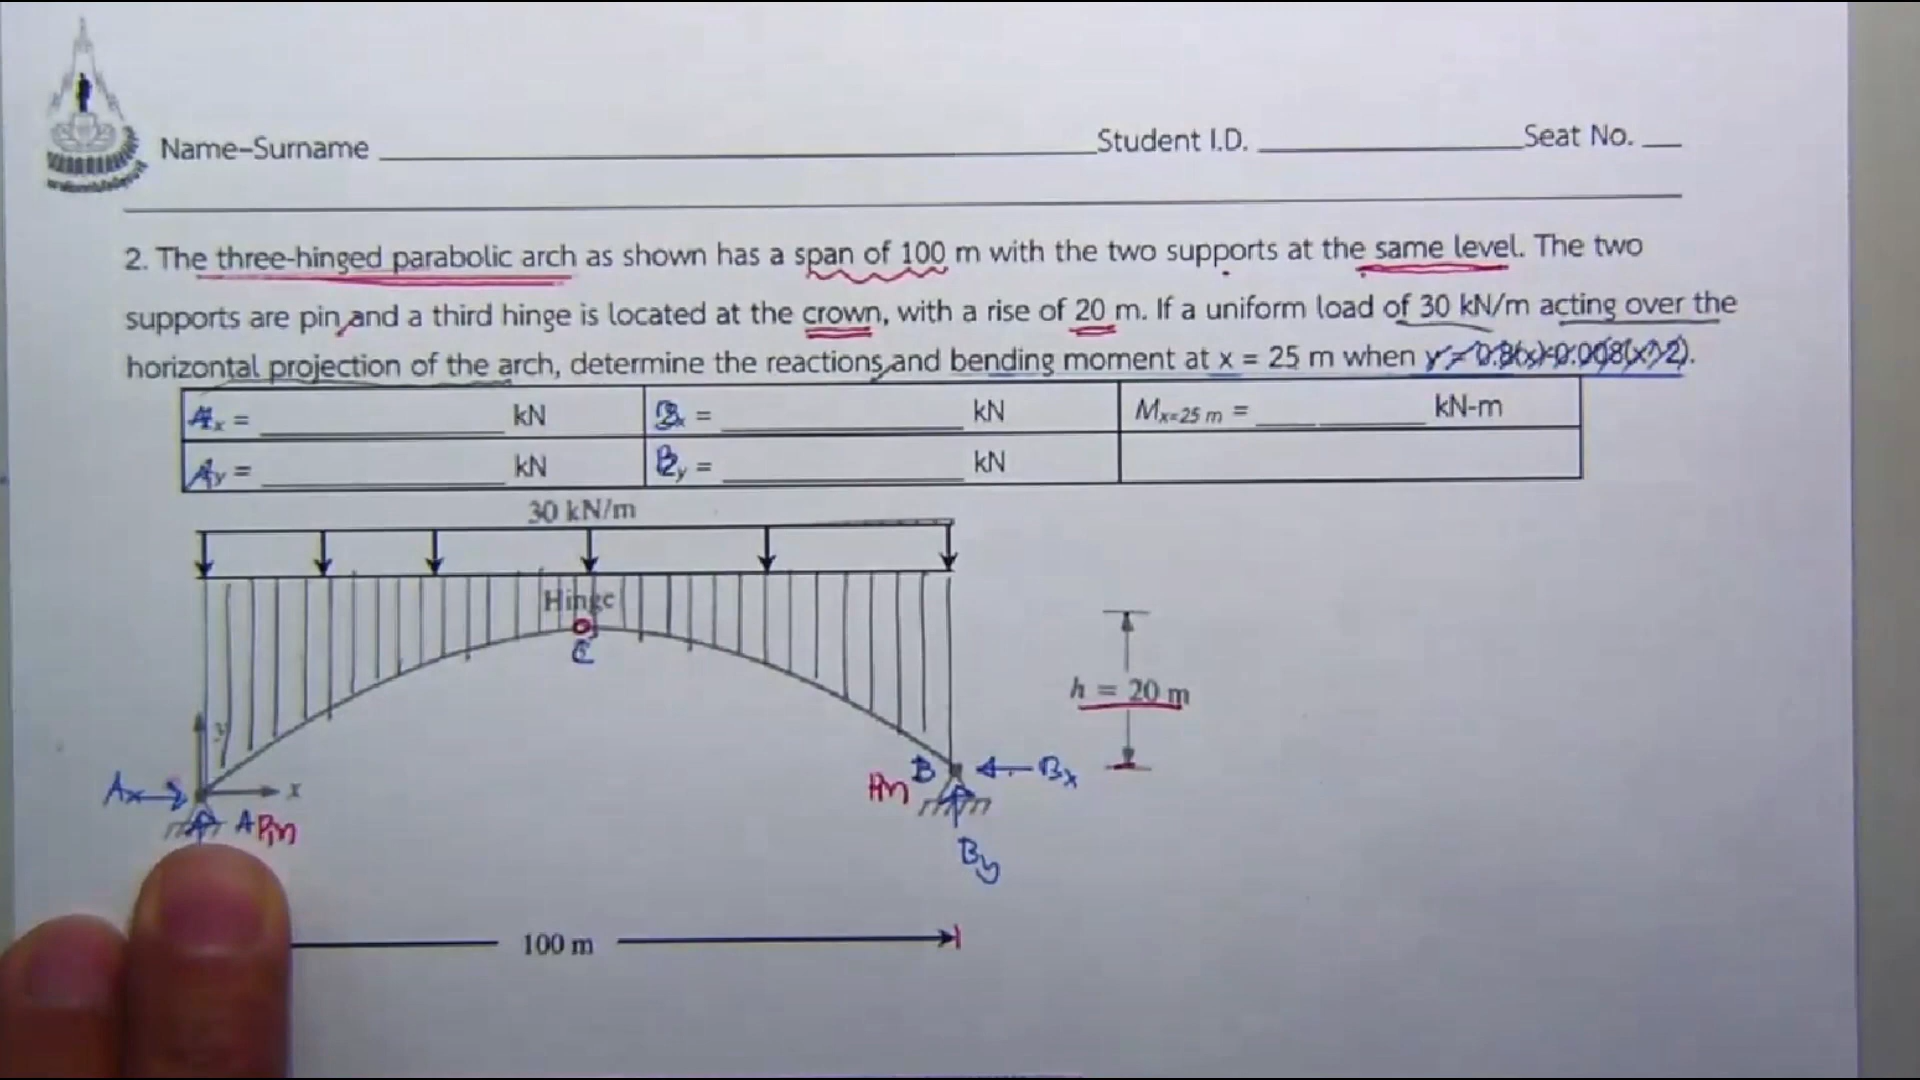 Name-Surname Student I.D. Seat No.
2. The three-hinged parabolic arch as shown has a span of 100 m with the two supports at the same level. The two
supports are pin and a third hinge is located at the crown, with a rise of 20 m. If a uniform load of 30 kN/m acting over the
horizontal projection of the arch, determine the reactions and bending moment at x = 25 m when
Ax = kN Bx = kN Mx=25 m = kN-m
Ay = kN By = kN
30 kN/m
Hinge
C
h = 20 m
y
Ax x B Bx
Pin
A Pin
By
100 m